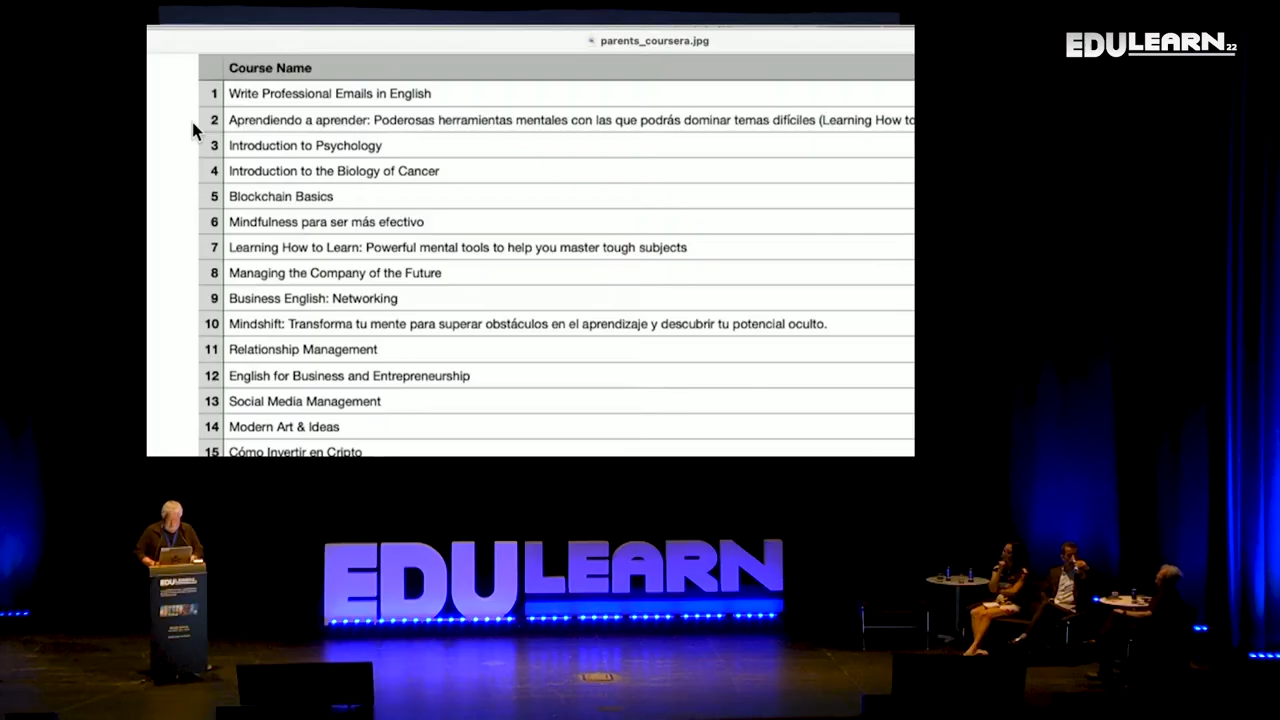 parents_coursera.jpg
EDULEARN22
Course Name
1 Write Professional Emails in English
2 Aprendiendo a aprender: Poderosas herramientas mentales con las que podrás dominar temas difíciles (Learning How to
3 Introduction to Psychology
4 Introduction to the Biology of Cancer
5 Blockchain Basics
6 Mindfulness para ser más efectivo
7 Learning How to Learn: Powerful mental tools to help you master tough subjects
8 Managing the Company of the Future
9 Business English: Networking
10 Mindshift: Transforma tu mente para superar obstáculos en el aprendizaje y descubrir tu potencial oculto.
11 Relationship Management
12 English for Business and Entrepreneurship
13 Social Media Management
14 Modern Art & Ideas
15 Cómo Invertir en Cripto
EDULEARN
EDULEARN